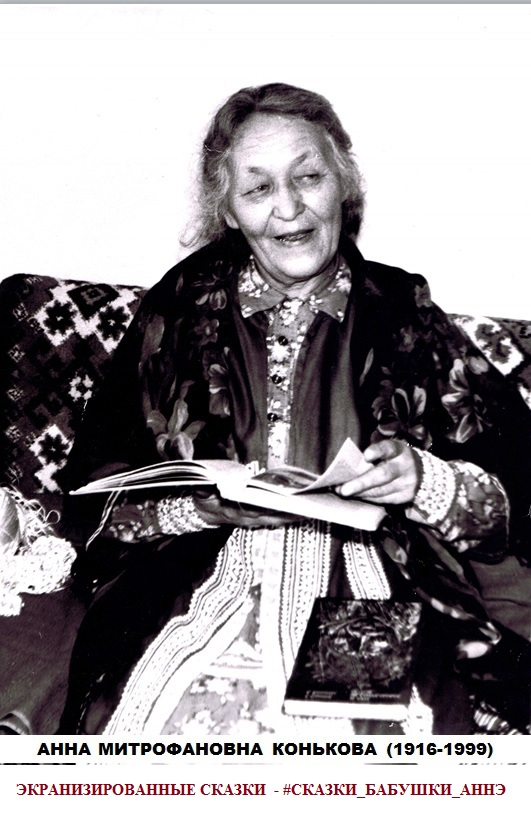 АННА МИТРОФАНОВНА КОНЬКОВА (1916-1999)
ЭКРАНИЗИРОВАННЫЕ СКАЗКИ - #СКАЗКИ_БАБУШКИ_АННЭ